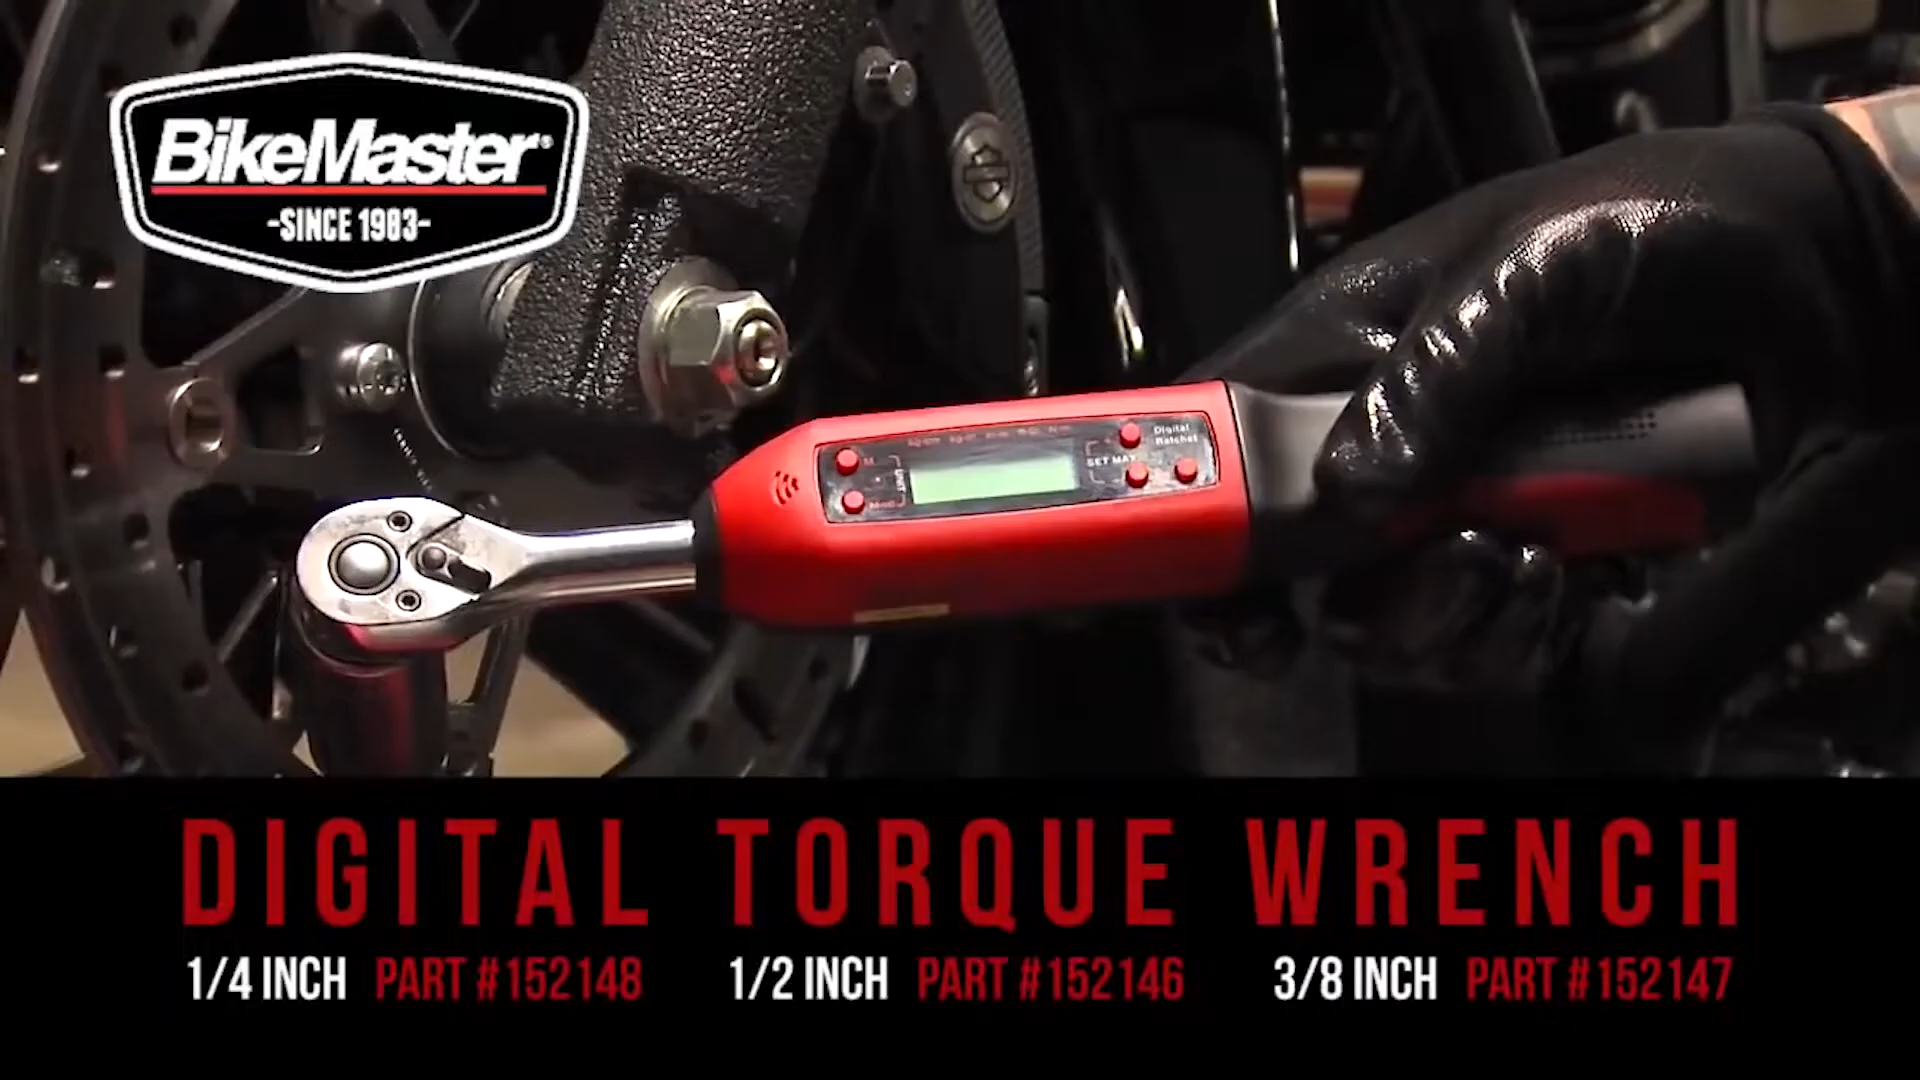 BikeMaster®
-SINCE 1983-
Digital
Ratchet
SET
UNIT
M
DIGITAL TORQUE WRENCH
1/4 INCH PART #152148
1/2 INCH PART #152146
3/8 INCH PART #152147